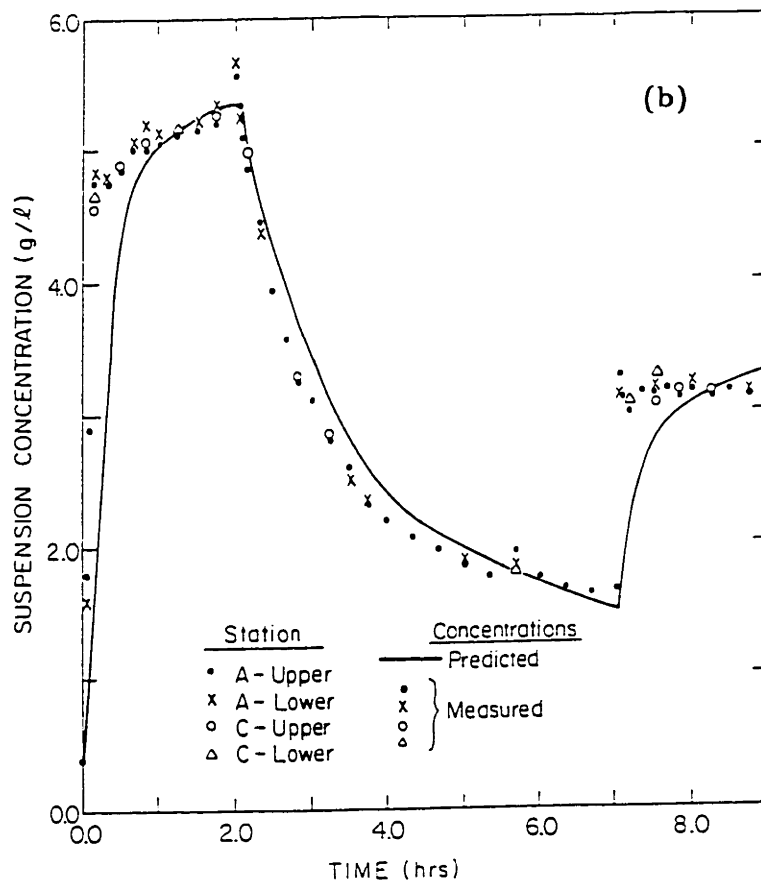 6.0
(b)
SUSPENSION CONCENTRATION (g/ℓ)
4.0
2.0
Station
Concentrations
Predicted
• A-Upper
x A-Lower
o C-Upper
△ C-Lower
•
x
o
△
Measured
0.0
0.0 2.0 4.0 6.0 8.0
TIME (hrs)